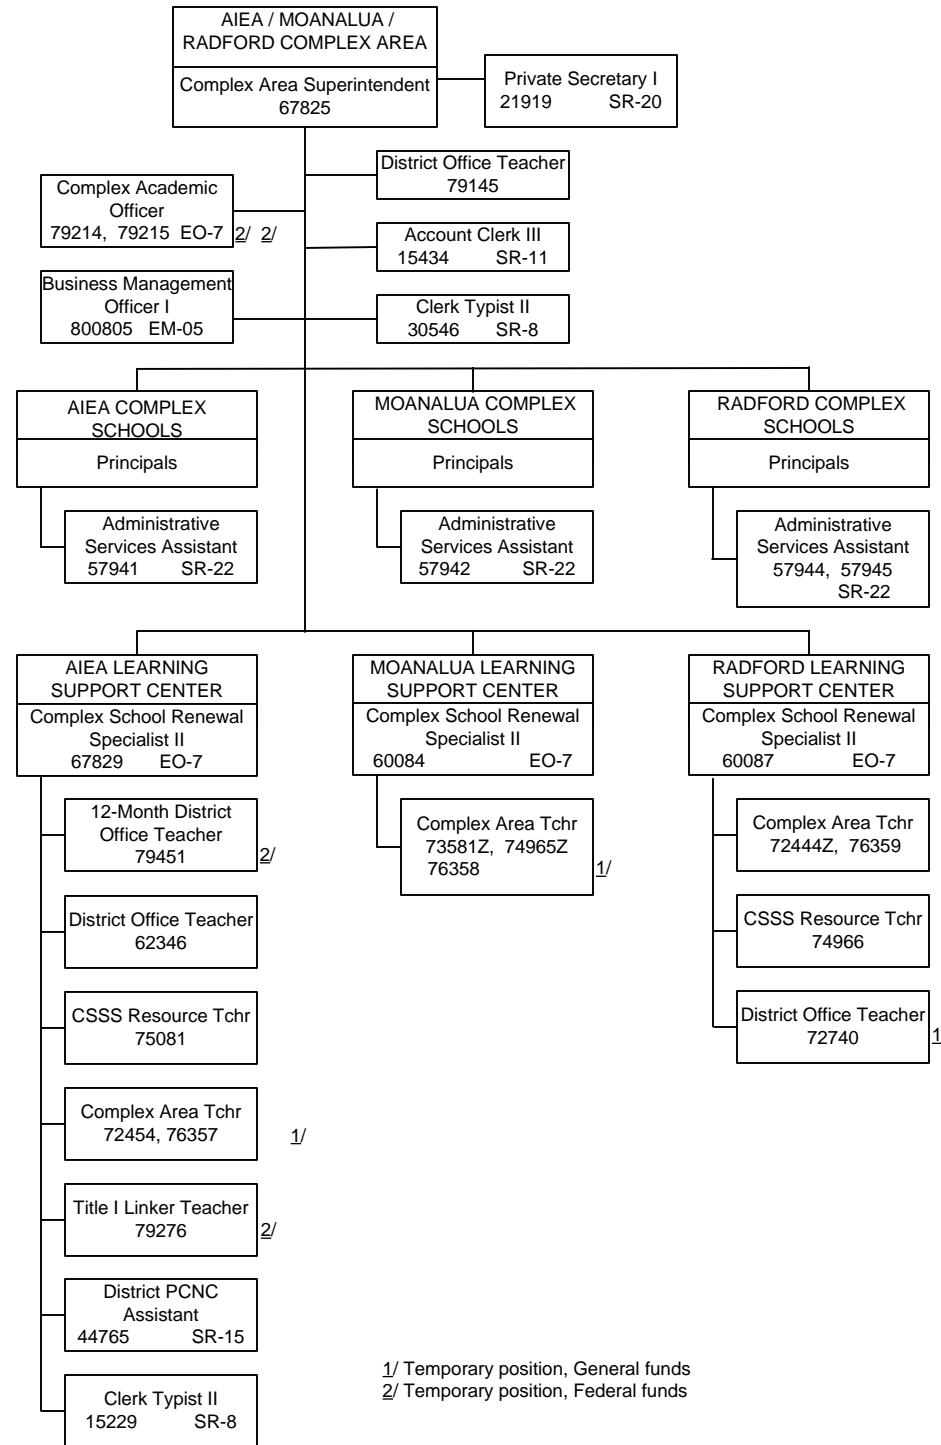 AIEA / MOANALUA /
RADFORD COMPLEX AREA
Complex Area Superintendent
67825
Private Secretary I
21919 SR-20
District Office Teacher
79145
Complex Academic
Officer
79214, 79215 EO-7 2/ 2/
Account Clerk III
15434 SR-11
Business Management
Officer I
800805 EM-05
Clerk Typist II
30546 SR-8
AIEA COMPLEX
SCHOOLS
Principals
Administrative
Services Assistant
57941 SR-22
MOANALUA COMPLEX
SCHOOLS
Principals
Administrative
Services Assistant
57942 SR-22
RADFORD COMPLEX
SCHOOLS
Principals
Administrative
Services Assistant
57944, 57945
SR-22
AIEA LEARNING
SUPPORT CENTER
Complex School Renewal
Specialist II
67829 EO-7
12-Month District
Office Teacher
79451 2/
District Office Teacher
62346
CSSS Resource Tchr
75081
Complex Area Tchr
72454, 76357 1/
Title I Linker Teacher
79276 2/
District PCNC
Assistant
44765 SR-15
Clerk Typist II
15229 SR-8
MOANALUA LEARNING
SUPPORT CENTER
Complex School Renewal
Specialist II
60084 EO-7
Complex Area Tchr
73581Z, 74965Z
76358 1/
RADFORD LEARNING
SUPPORT CENTER
Complex School Renewal
Specialist II
60087 EO-7
Complex Area Tchr
72444Z, 76359
CSSS Resource Tchr
74966
District Office Teacher
72740 1
1/ Temporary position, General funds
2/ Temporary position, Federal funds